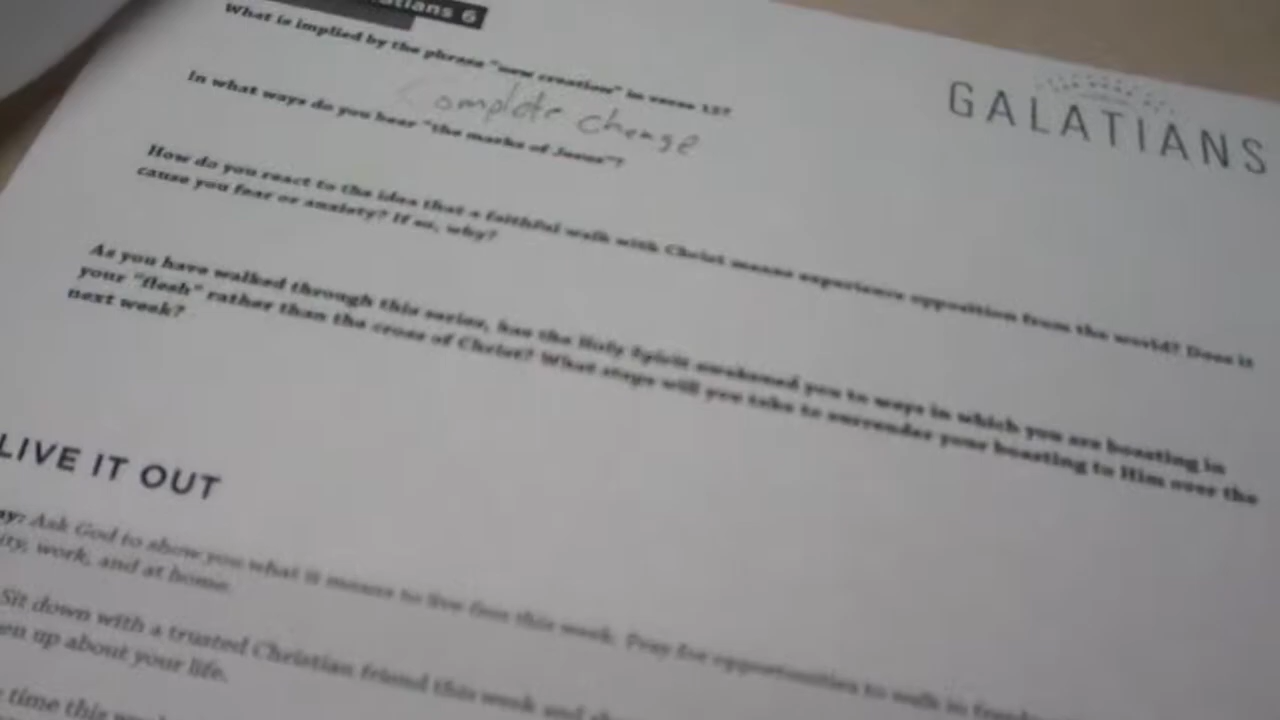 atians 6
GALATIANS
What is implied by the phrase "new creation" in verse 15?
Complete change
In what ways do you bear "the marks of Jesus"?
How do you react to the idea that a faithful walk with Christ means experience opposition from the world? Does it
cause you fear or anxiety? If so, why?
As you have walked through this series, has the Holy Spirit awakened you to ways in which you are boasting in
your "flesh" rather than the cross of Christ? What steps will you take to surrender your boasting to Him over the
next week?
LIVE IT OUT
ay: Ask God to show you what it means to live free this week. Pray for opportunities to walk in
ity, work, and at home.
Sit down with a trusted Christian friend this week and
en up about your life.
time this